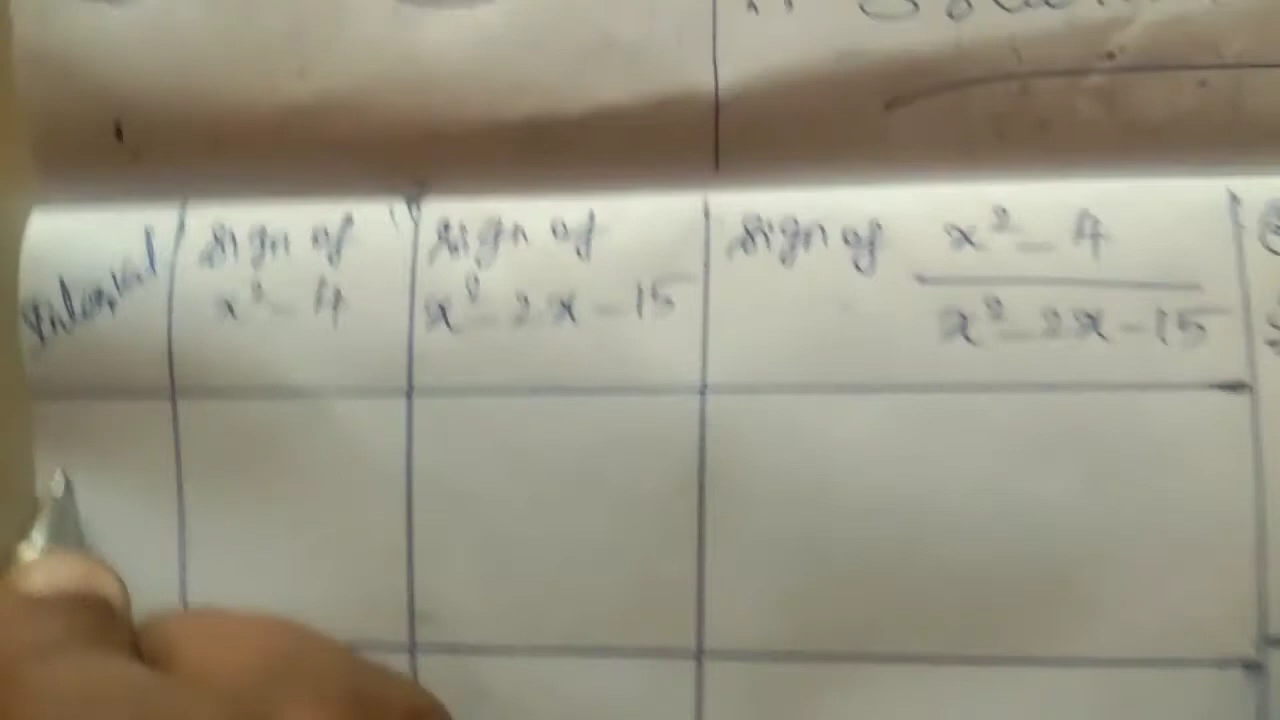 Interval
sign of
x² - 4
sign of
x² - 2x - 15
sign of x² - 4
x² - 2x - 15